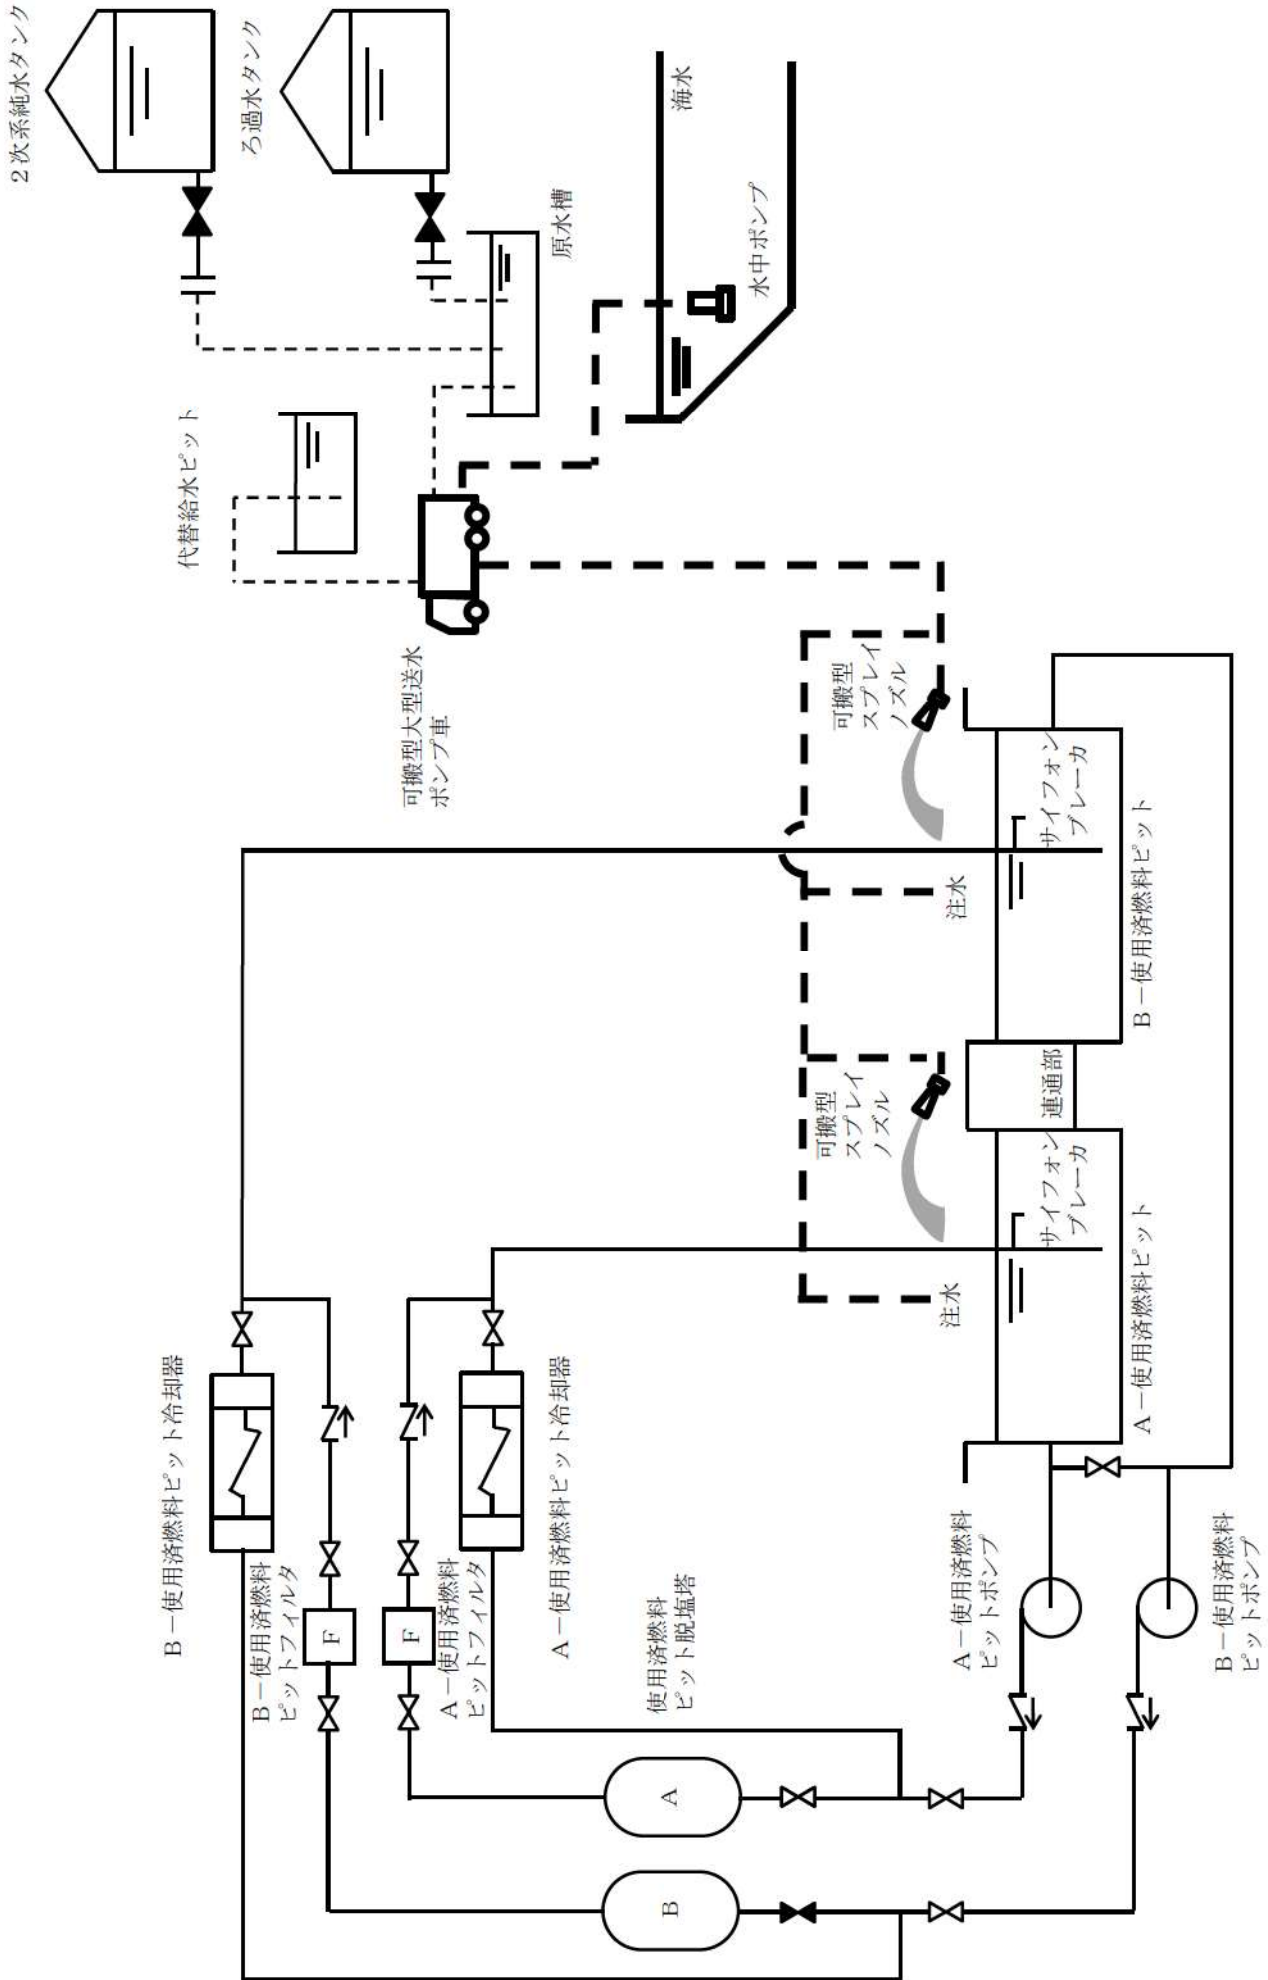 ２次系純水タンク
ろ過水タンク
原水槽
海水
水中ポンプ
代替給水ピット
可搬型大型送水
ポンプ車
可搬型
スプレイ
ノズル
サイフォン
ブレーカ
注水
B－使用済燃料ピット
連通部
可搬型
スプレイ
ノズル
サイフォン
ブレーカ
注水
A－使用済燃料ピット
B－使用済燃料ピット冷却器
A－使用済燃料ピット冷却器
B－使用済燃料
ピットフィルタ
F
A－使用済燃料
ピットフィルタ
F
使用済燃料
ピット脱塩塔
A
B
A－使用済燃料
ピットポンプ
B－使用済燃料
ピットポンプ